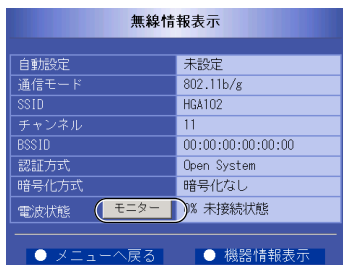 無線情報表示
自動設定 未設定
通信モード 802.11b/g
SSID HGA102
チャンネル 11
BSSID 00:00:00:00:00:00
認証方式 Open System
暗号化方式 暗号化なし
電波状態 モニター 0% 未接続状態
● メニューへ戻る ● 機器情報表示